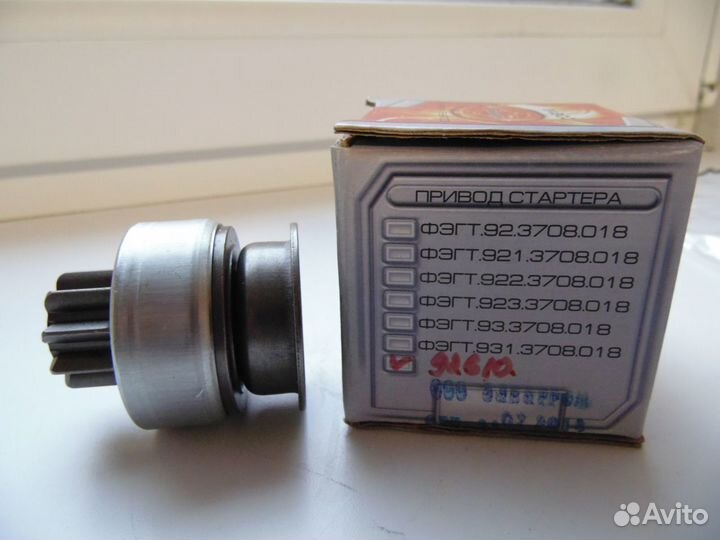 ПРИВОД СТАРТЕРА
ФЭГТ.92.3708.018
ФЭГТ.921.3708.018
ФЭГТ.922.3708.018
ФЭГТ.923.3708.018
ФЭГТ.93.3708.018
ФЭГТ.931.3708.018
ООО
Avito